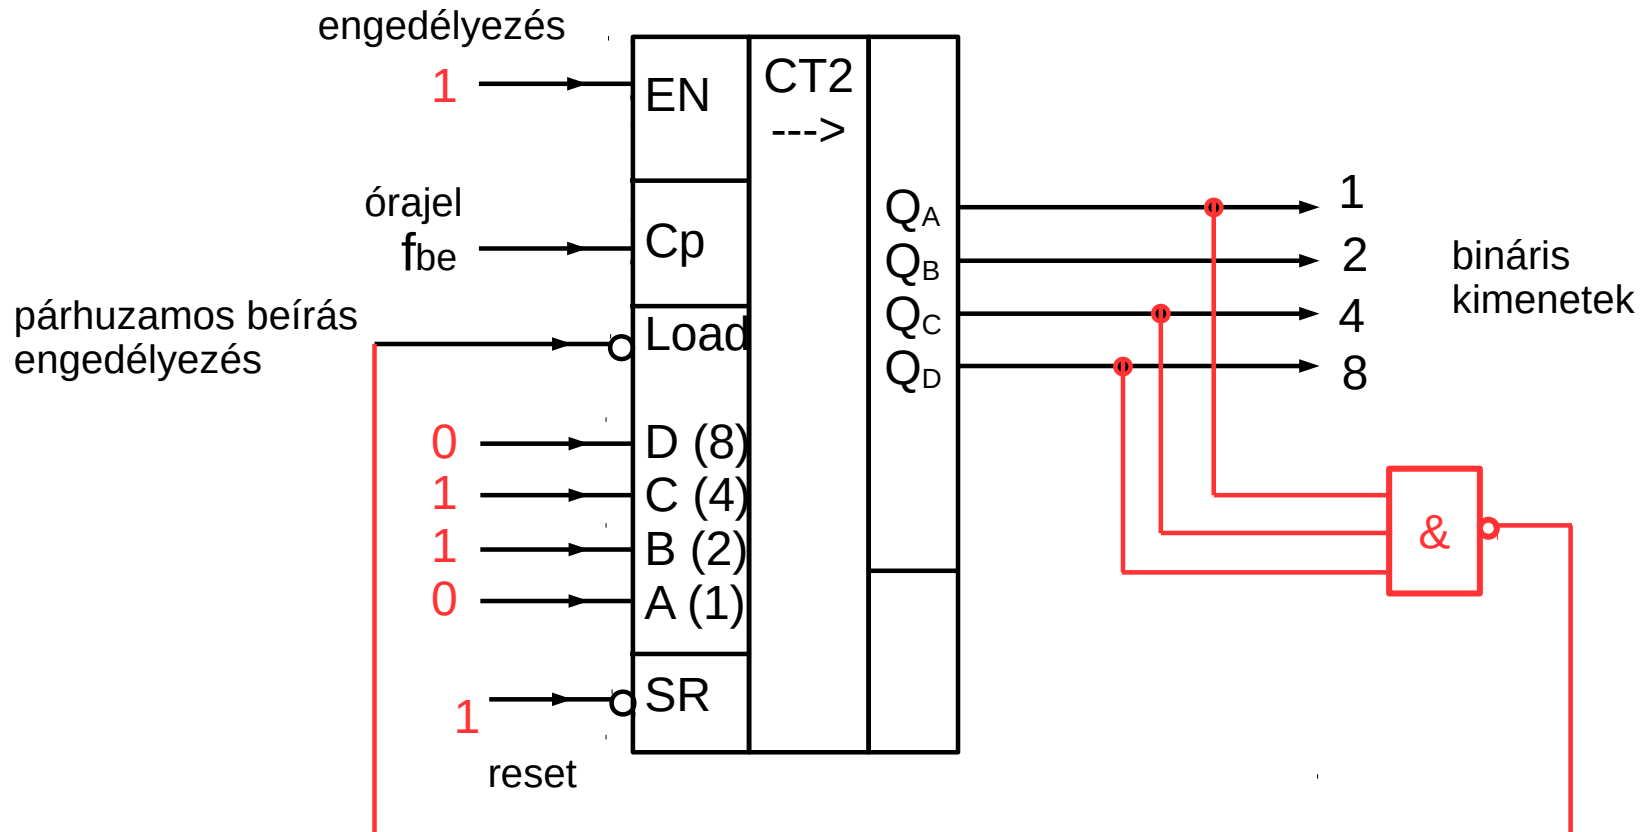 engedélyezés
1
EN
CT2
--->
órajel
fbe
Cp
párhuzamos beírás
engedélyezés
Load
0
D (8)
1
C (4)
1
B (2)
0
A (1)
1
SR
reset
QA
1
QB
2
QC
4
QD
8
bináris
kimenetek
&